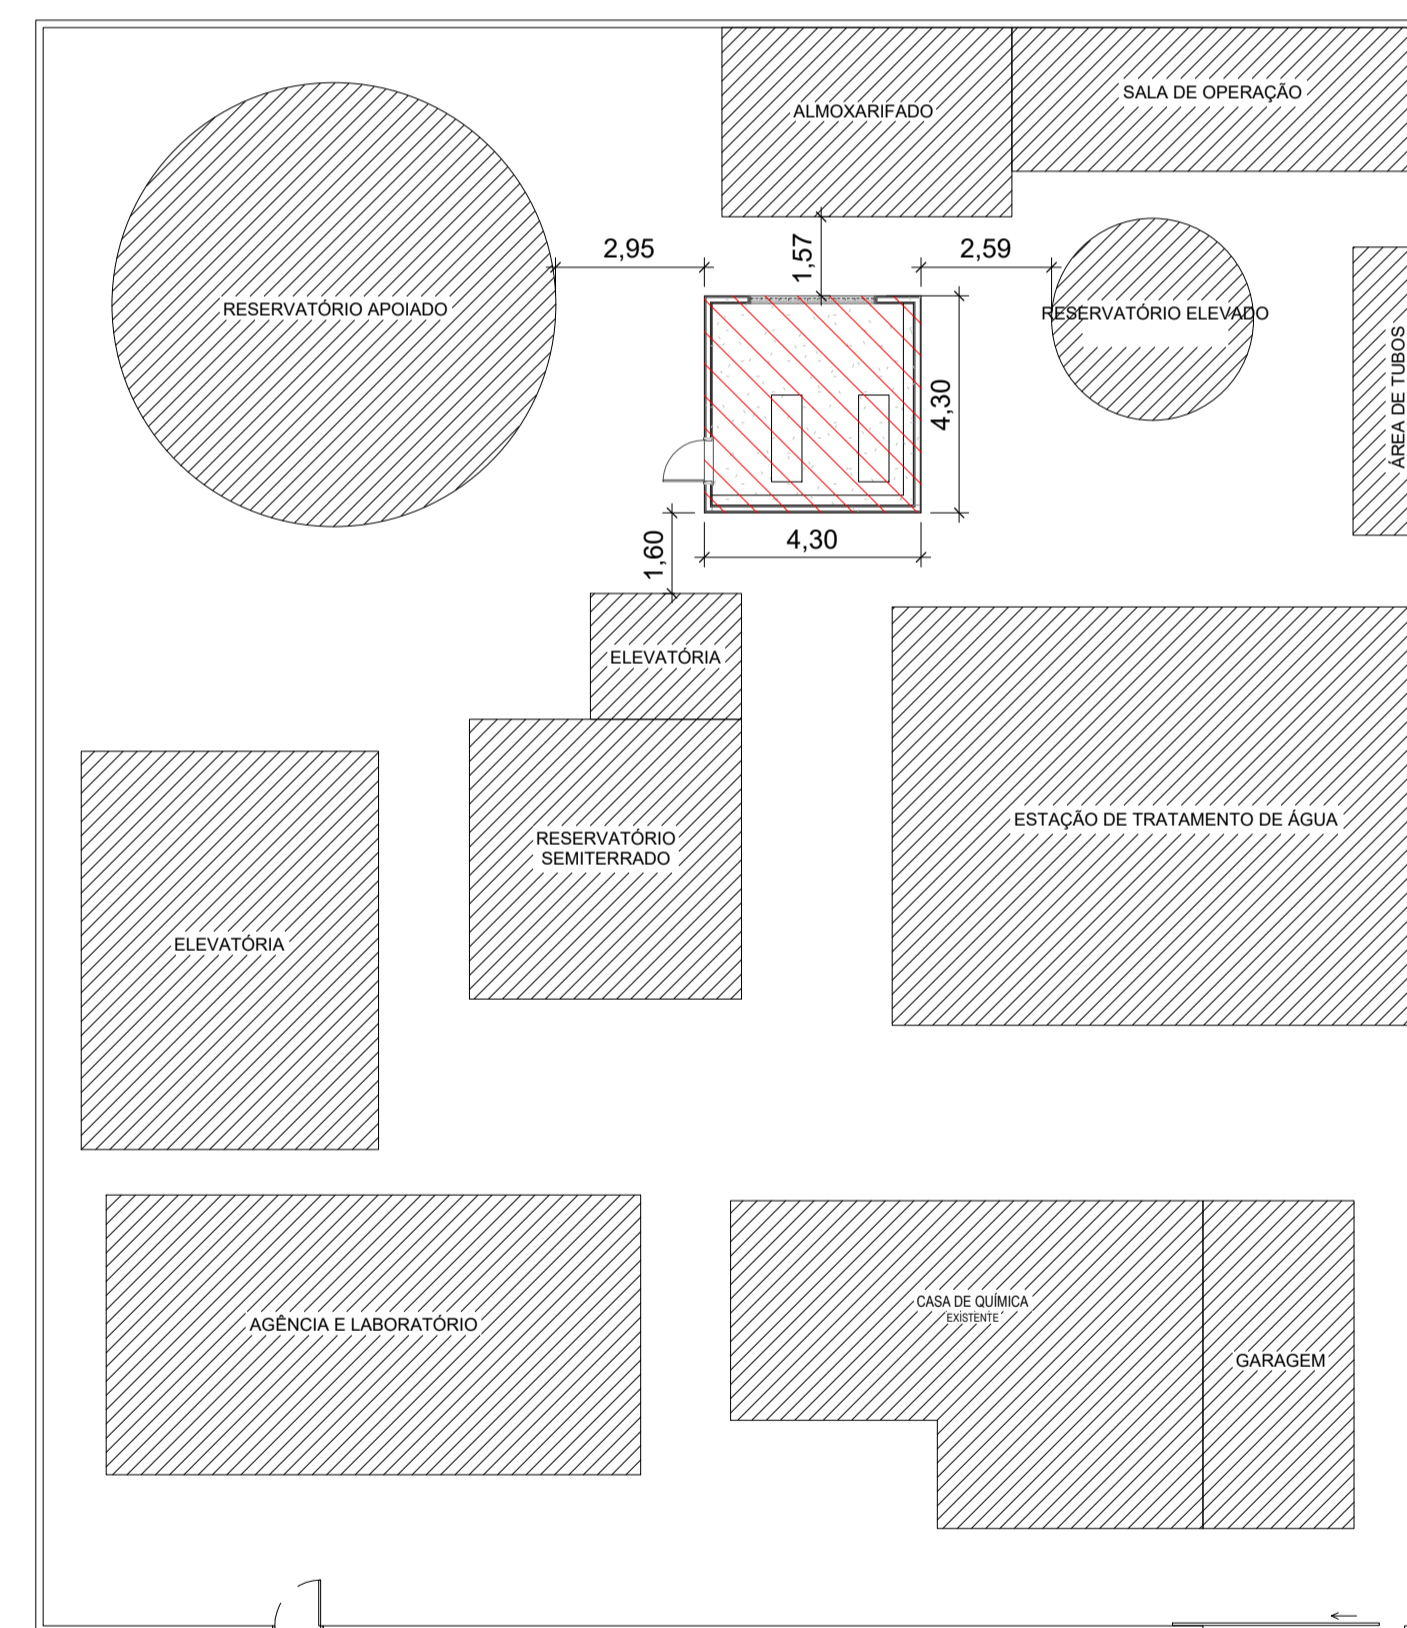 SALA DE OPERAÇÃO
ALMOXARIFADO
2,95
1,57
2,59
RESERVATÓRIO APOIADO
RESERVATÓRIO ELEVADO
ÁREA DE TUBOS
4,30
4,30
1,60
ELEVATÓRIA
ESTAÇÃO DE TRATAMENTO DE ÁGUA
RESERVATÓRIO
SEMITERRADO
ELEVATÓRIA
CASA DE QUÍMICA
EXISTENTE
AGÊNCIA E LABORATÓRIO
GARAGEM